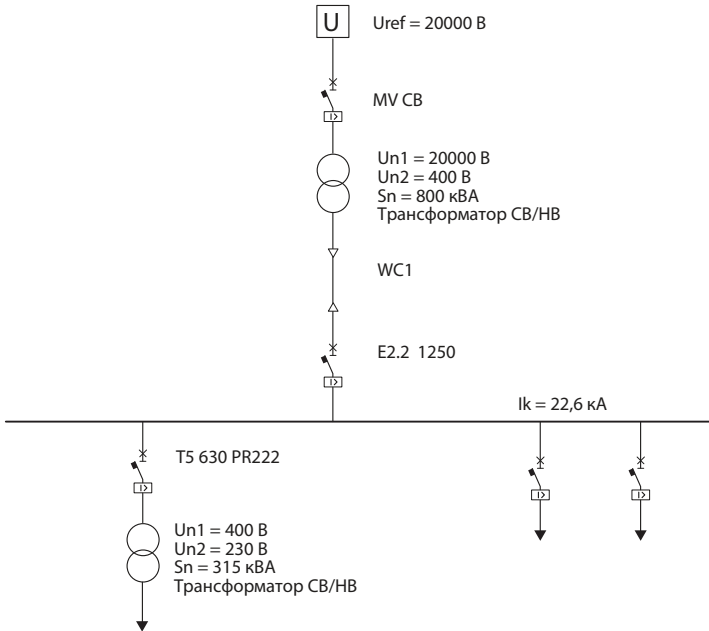 U
Uref = 20000 В
MV CB
I>
Un1 = 20000 В
Un2 = 400 В
Sn = 800 кВА
Трансформатор СВ/НВ
WC1
E2.2 1250
I>
Ik = 22,6 кА
T5 630 PR222
I>
I>
I>
Un1 = 400 В
Un2 = 230 В
Sn = 315 кВА
Трансформатор СВ/НВ